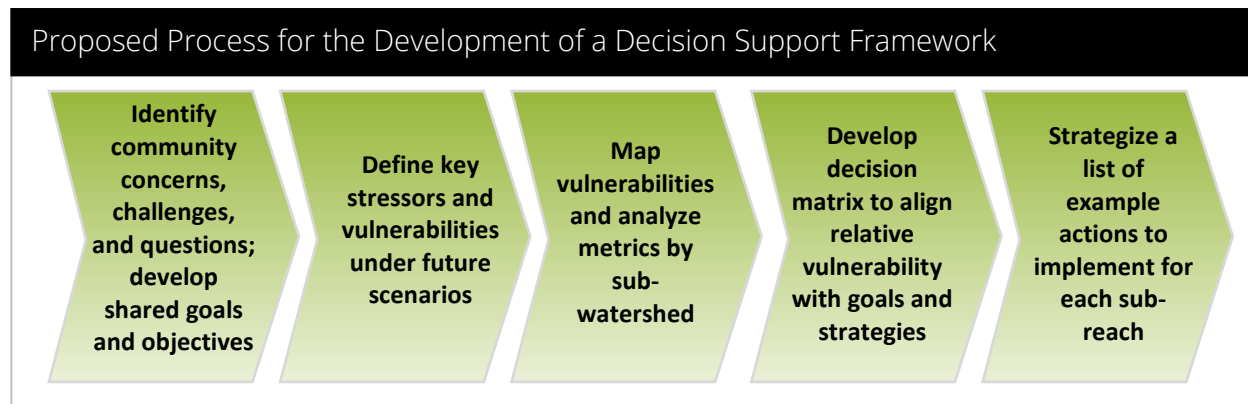 Proposed Process for the Development of a Decision Support Framework
Identify
community
concerns,
challenges,
and questions;
develop
shared goals
and objectives
Define key
stressors and
vulnerabilities
under future
scenarios
Map
vulnerabilities
and analyze
metrics by
sub-
watershed
Develop
decision
matrix to align
relative
vulnerability
with goals and
strategies
Strategize a
list of
example
actions to
implement for
each sub-
reach